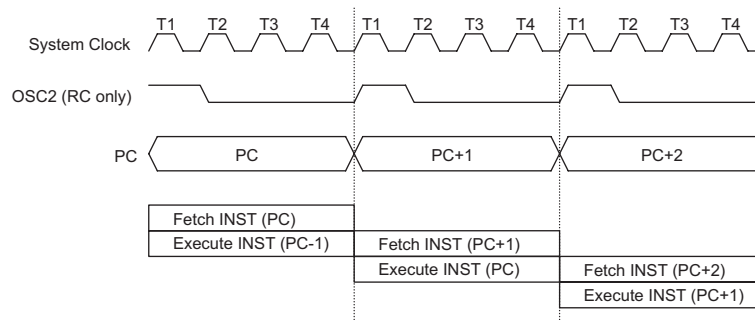 T1 T2 T3 T4 T1 T2 T3 T4 T1 T2 T3 T4
System Clock
OSC2 (RC only)
PC PC PC+1 PC+2
Fetch INST (PC)
Execute INST (PC-1) Fetch INST (PC+1)
Execute INST (PC) Fetch INST (PC+2)
Execute INST (PC+1)